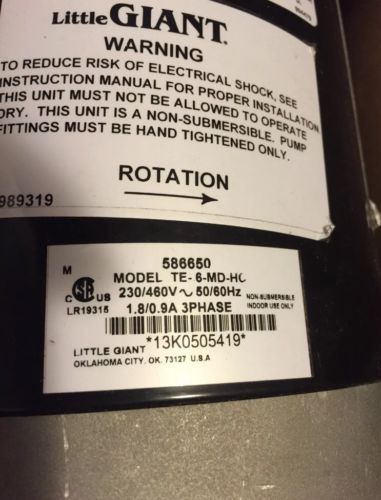 Little GIANT®
WARNING
TO REDUCE RISK OF ELECTRICAL SHOCK, SEE
INSTRUCTION MANUAL FOR PROPER INSTALLATION
THIS UNIT MUST NOT BE ALLOWED TO OPERATE
DRY. THIS UNIT IS A NON-SUBMERSIBLE. PUMP
FITTINGS MUST BE HAND TIGHTENED ONLY.
ROTATION
989319
M
586650
MODEL TE-6-MD-HC
C US
230/460V~ 50/60Hz
NON-SUBMERSIBLE
INDOOR USE ONLY
LR19315
1.8/0.9A 3PHASE
*13K0505419*
LITTLE GIANT
OKLAHOMA CITY. OK. 73127 U.S.A